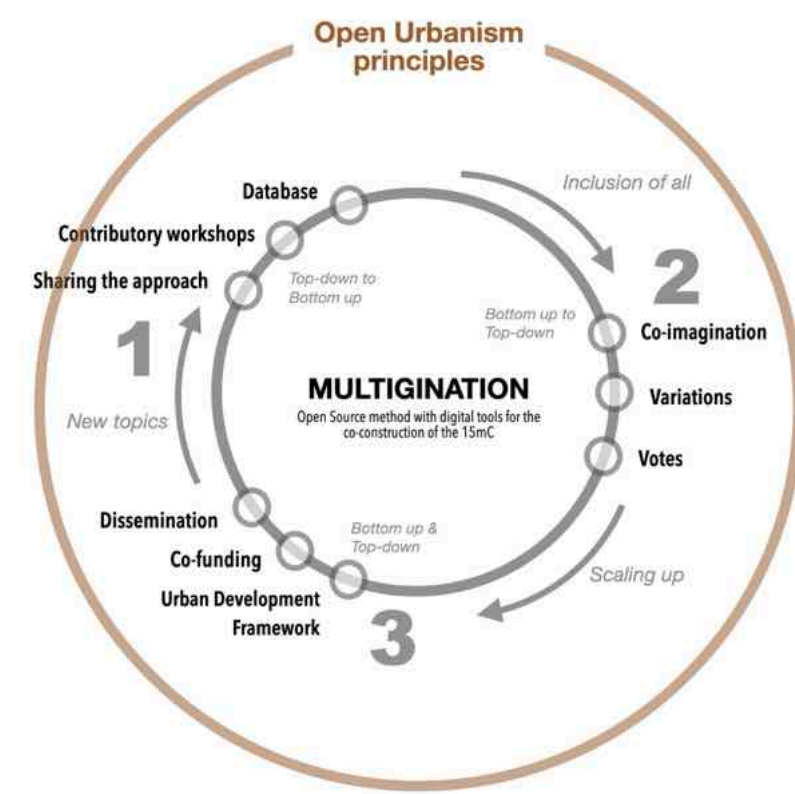 Open Urbanism
principles
Database
Contributory workshops
Sharing the approach
Top-down to
Bottom up
1
New topics
Inclusion of all
2
Bottom up to
Top-down
Co-imagination
Variations
Votes
MULTIGINATION
Open Source method with digital tools for the
co-construction of the 15mC
Scaling up
Bottom up &
Top-down
3
Urban Development
Framework
Co-funding
Dissemination